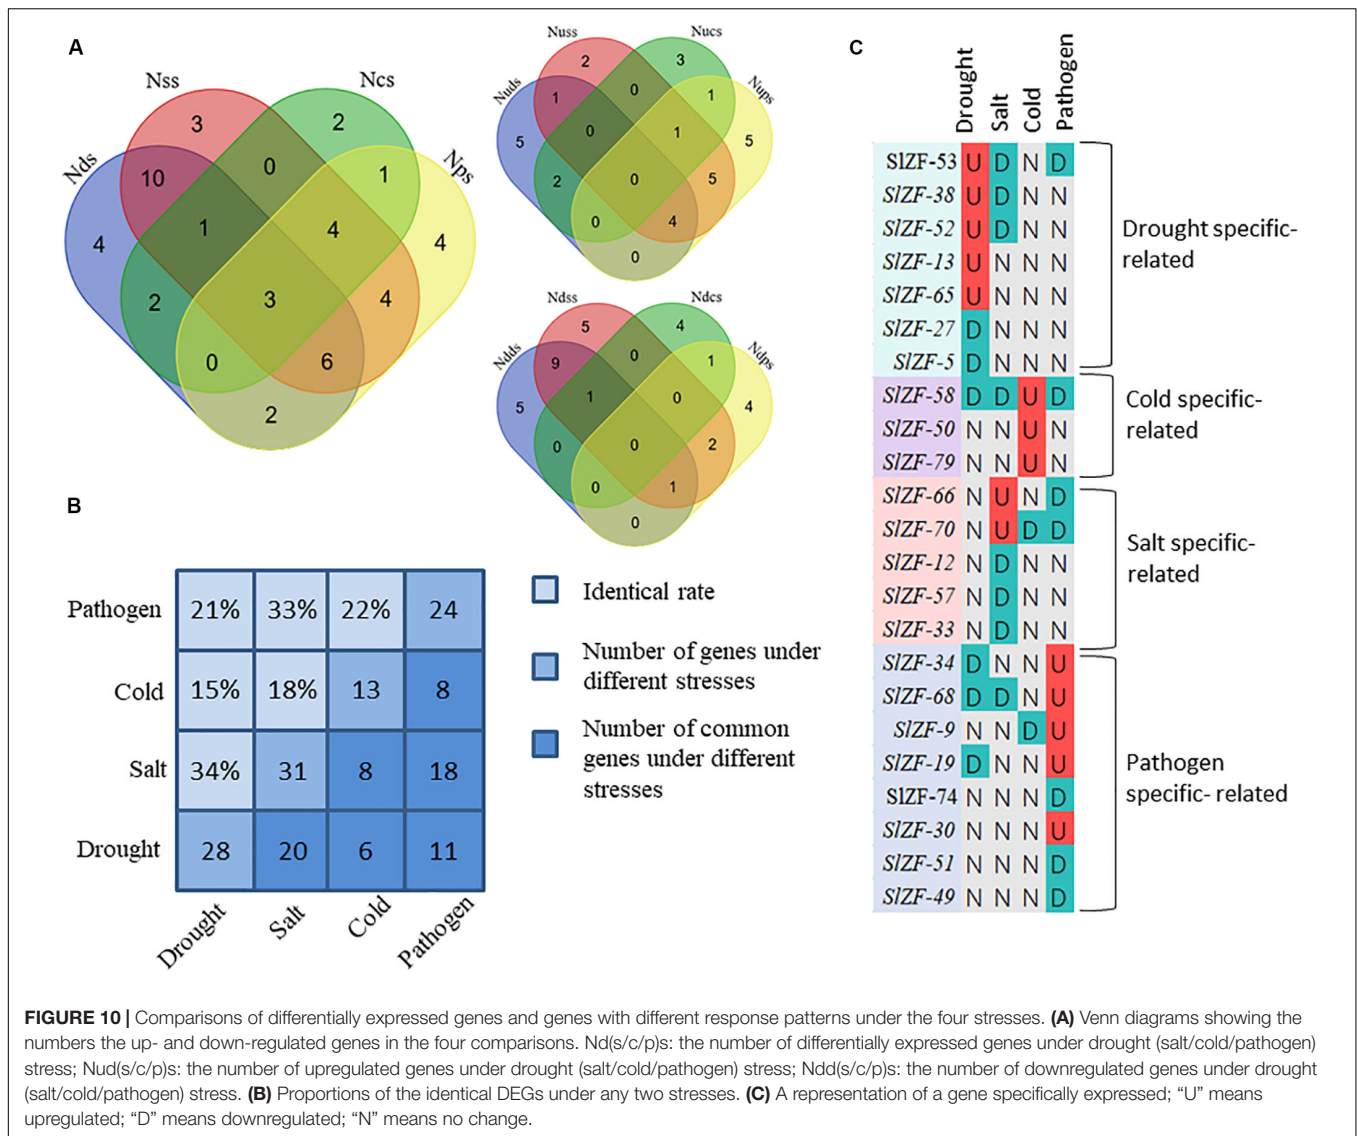 A
Nds
Nss
Ncs
Nps
3
2
10
0
1
4
1
4
4
2
3
4
0
6
2
Nuds
Nuss
Nucs
Nups
2
3
1
0
1
5
0
1
5
2
0
5
0
4
0
Ndds
Ndss
Ndcs
Ndps
5
4
9
0
1
5
1
0
4
0
0
2
0
1
0
B
Pathogen 21% 33% 22% 24
Cold 15% 18% 13 8
Salt 34% 31 8 18
Drought 28 20 6 11
Drought Salt Cold Pathogen
Identical rate
Number of genes under
different stresses
Number of common
genes under different
stresses
C
Drought Salt Cold Pathogen
SlZF-53 U D N D
SlZF-38 U D N N
SlZF-52 U D N N
SlZF-13 U N N N
SlZF-65 U N N N
SlZF-27 D N N N
SlZF-5 D N N N
Drought specific-
related
SlZF-58 D D U D
SlZF-50 N N U N
SlZF-79 N N U N
Cold specific-
related
SlZF-66 N U N D
SlZF-70 N U D D
SlZF-12 N D N N
SlZF-57 N D N N
SlZF-33 N D N N
Salt specific-
related
SlZF-34 D N N U
SlZF-68 D D N U
SlZF-9 N N D U
SlZF-19 D N N U
SlZF-74 N N N D
SlZF-30 N N N U
SlZF-51 N N N D
SlZF-49 N N N D
Pathogen
specific- related
FIGURE 10 | Comparisons of differentially expressed genes and genes with different response patterns under the four stresses. (A) Venn diagrams showing the
numbers the up- and down-regulated genes in the four comparisons. Nd(s/c/p)s: the number of differentially expressed genes under drought (salt/cold/pathogen)
stress; Nud(s/c/p)s: the number of upregulated genes under drought (salt/cold/pathogen) stress; Ndd(s/c/p)s: the number of downregulated genes under drought
(salt/cold/pathogen) stress. (B) Proportions of the identical DEGs under any two stresses. (C) A representation of a gene specifically expressed; “U” means
upregulated; “D” means downregulated; “N” means no change.